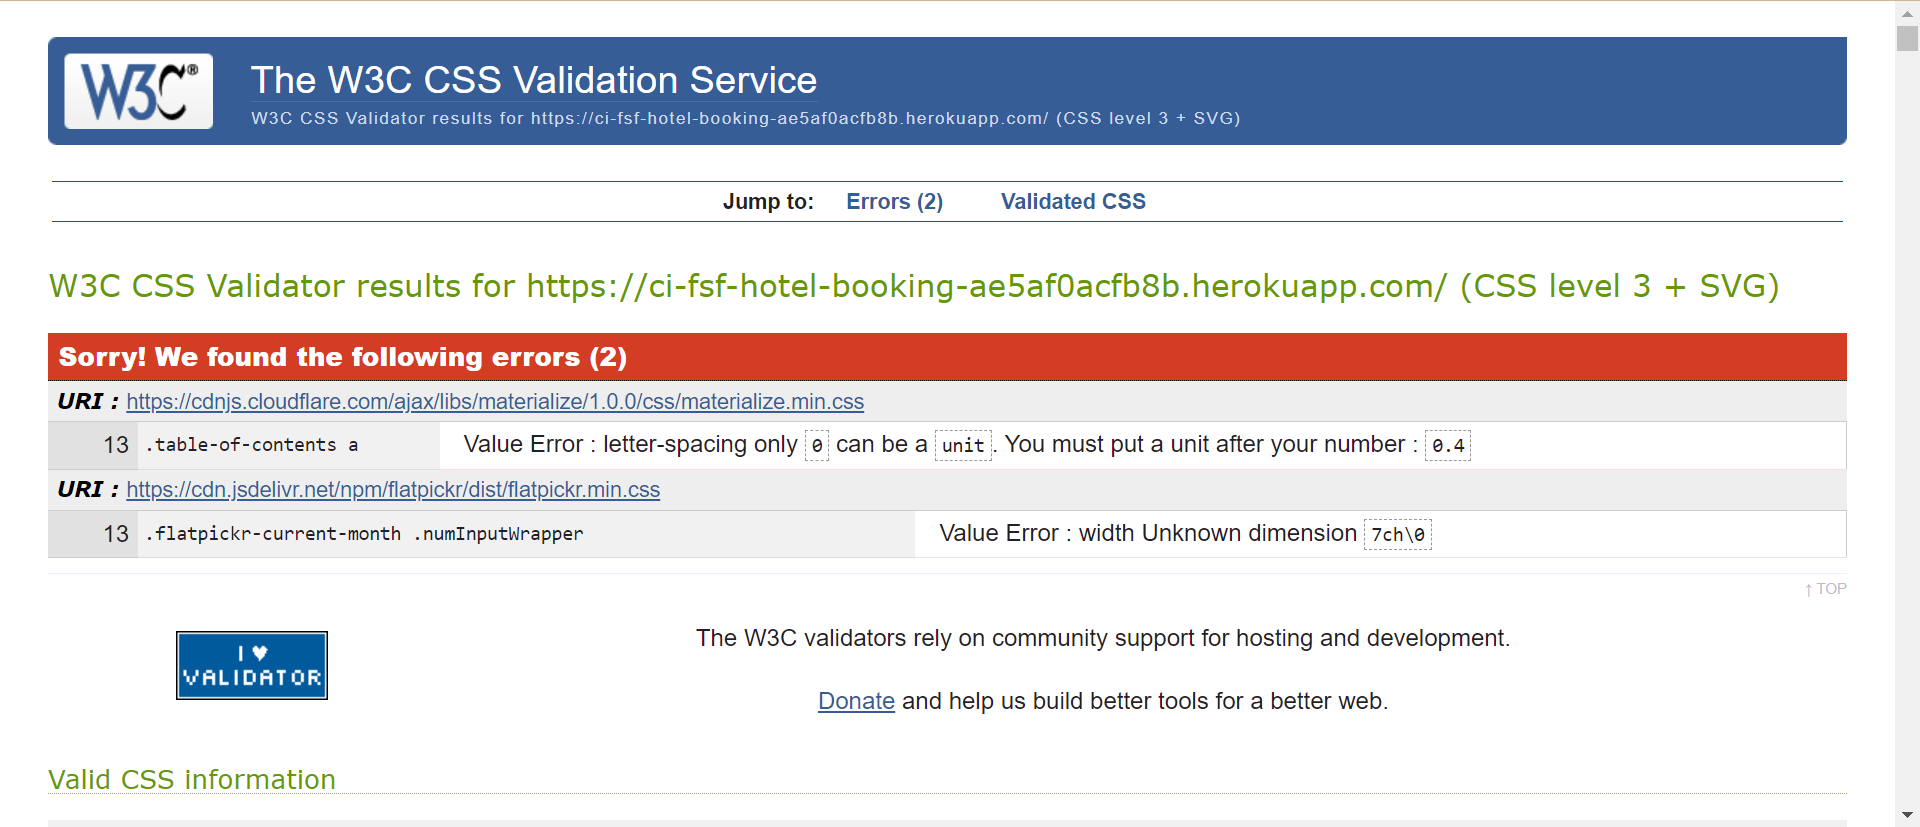 W3C®
The W3C CSS Validation Service
W3C CSS Validator results for https://ci-fsf-hotel-booking-ae5af0acfb8b.herokuapp.com/ (CSS level 3 + SVG)
Jump to: Errors (2) Validated CSS
W3C CSS Validator results for https://ci-fsf-hotel-booking-ae5af0acfb8b.herokuapp.com/ (CSS level 3 + SVG)
Sorry! We found the following errors (2)
URI : https://cdnjs.cloudflare.com/ajax/libs/materialize/1.0.0/css/materialize.min.css
13 .table-of-contents a Value Error : letter-spacing only 0 can be a unit. You must put a unit after your number : 0.4
URI : https://cdn.jsdelivr.net/npm/flatpickr/dist/flatpickr.min.css
13 .flatpickr-current-month .numInputWrapper Value Error : width Unknown dimension 7ch\0
↑ TOP
The W3C validators rely on community support for hosting and development.
I ♥
VALIDATOR
Donate and help us build better tools for a better web.
Valid CSS information